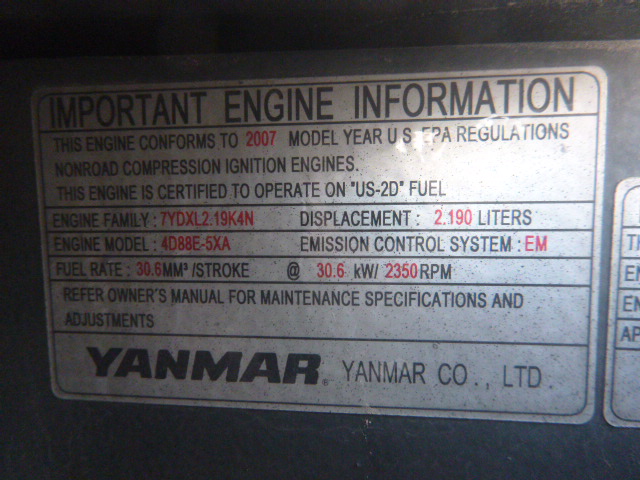 IMPORTANT ENGINE INFORMATION
THIS ENGINE CONFORMS TO 2007 MODEL YEAR U.S. EPA REGULATIONS
NONROAD COMPRESSION IGNITION ENGINES.
THIS ENGINE IS CERTIFIED TO OPERATE ON "US-2D" FUEL
ENGINE FAMILY : 7YDXL2.19K4N DISPLACEMENT : 2.190 LITERS
ENGINE MODEL : 4D88E-5XA EMISSION CONTROL SYSTEM : EM
FUEL RATE : 30.6MM³ /STROKE @ 30.6 kW/ 2350RPM
REFER OWNER'S MANUAL FOR MAINTENANCE SPECIFICATIONS AND
ADJUSTMENTS
YANMAR. YANMAR CO., LTD.
EN
EN
AP